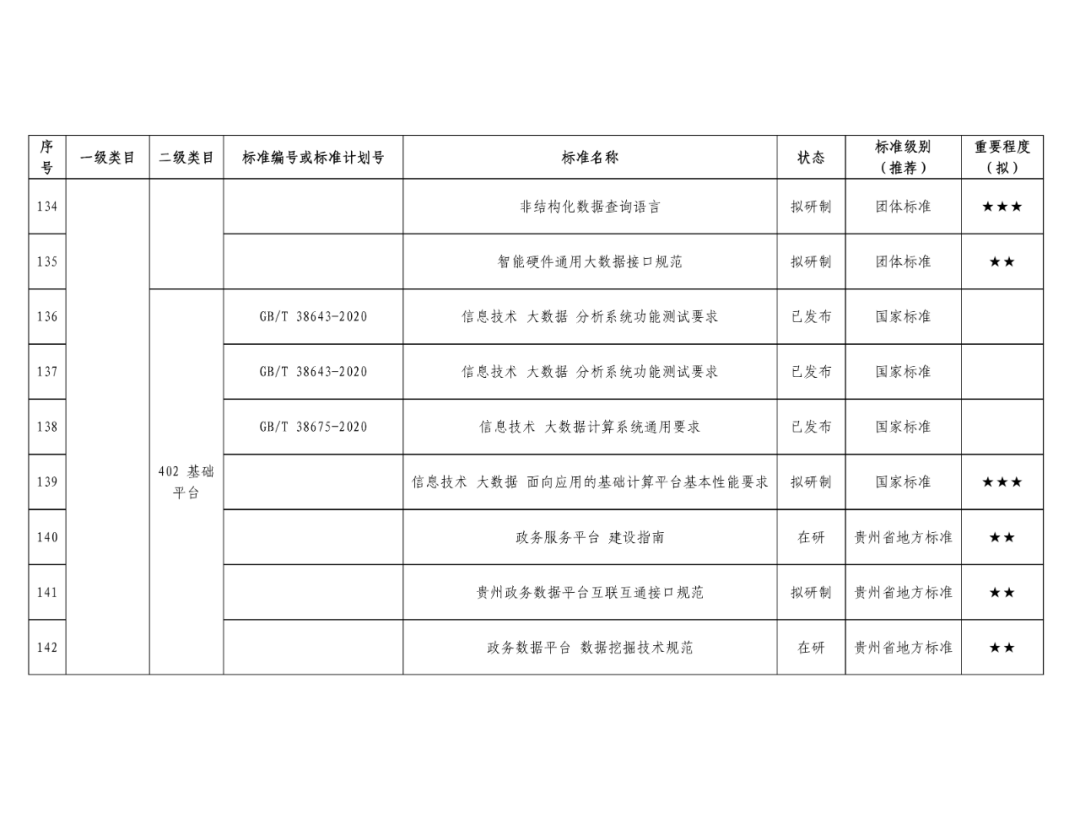 序号 一级类目 二级类目 标准编号或标准计划号 标准名称 状态 标准级别（推荐） 重要程度（拟）
134 非结构化数据查询语言 拟研制 团体标准 ★★★
135 智能硬件通用大数据接口规范 拟研制 团体标准 ★★
402 基础平台
136 GB/T 38643-2020 信息技术 大数据 分析系统功能测试要求 已发布 国家标准
137 GB/T 38643-2020 信息技术 大数据 分析系统功能测试要求 已发布 国家标准
138 GB/T 38675-2020 信息技术 大数据计算系统通用要求 已发布 国家标准
139 信息技术 大数据 面向应用的基础计算平台基本性能要求 拟研制 国家标准 ★★★
140 政务服务平台 建设指南 在研 贵州省地方标准 ★★
141 贵州政务数据平台互联互通接口规范 拟研制 贵州省地方标准 ★★
142 政务数据平台 数据挖掘技术规范 在研 贵州省地方标准 ★★